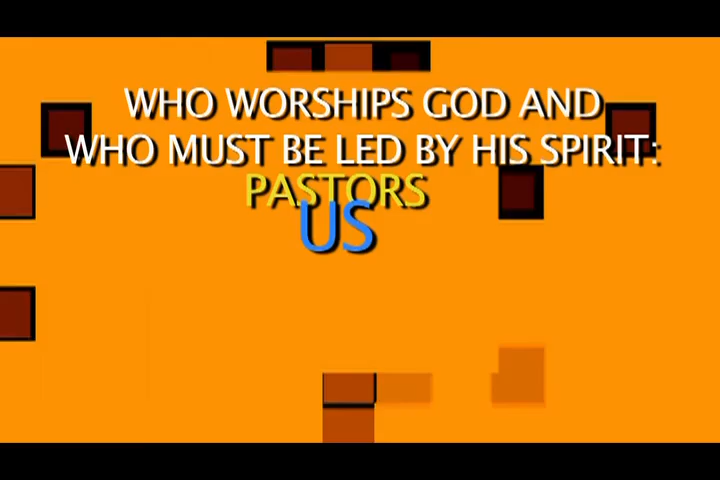 WHO WORSHIPS GOD AND
WHO MUST BE LED BY HIS SPIRIT:
PASTORS
US